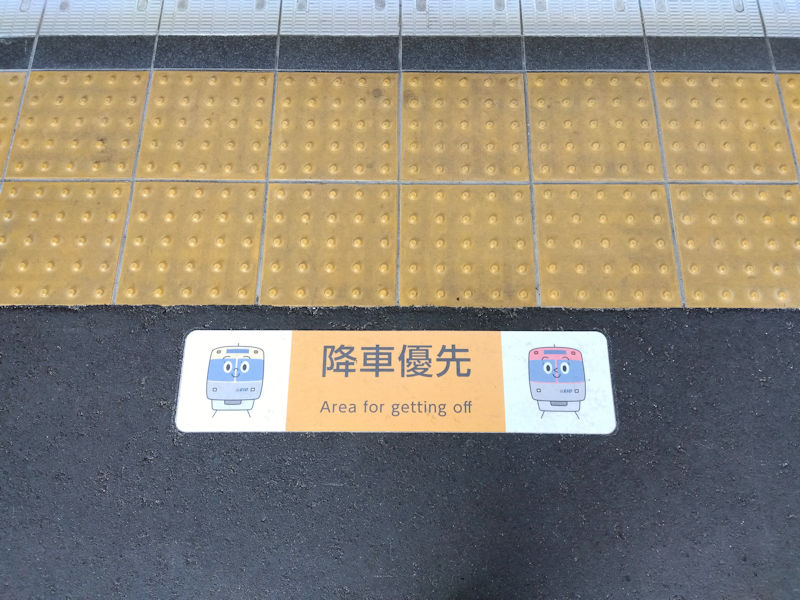 降車優先
Area for getting off